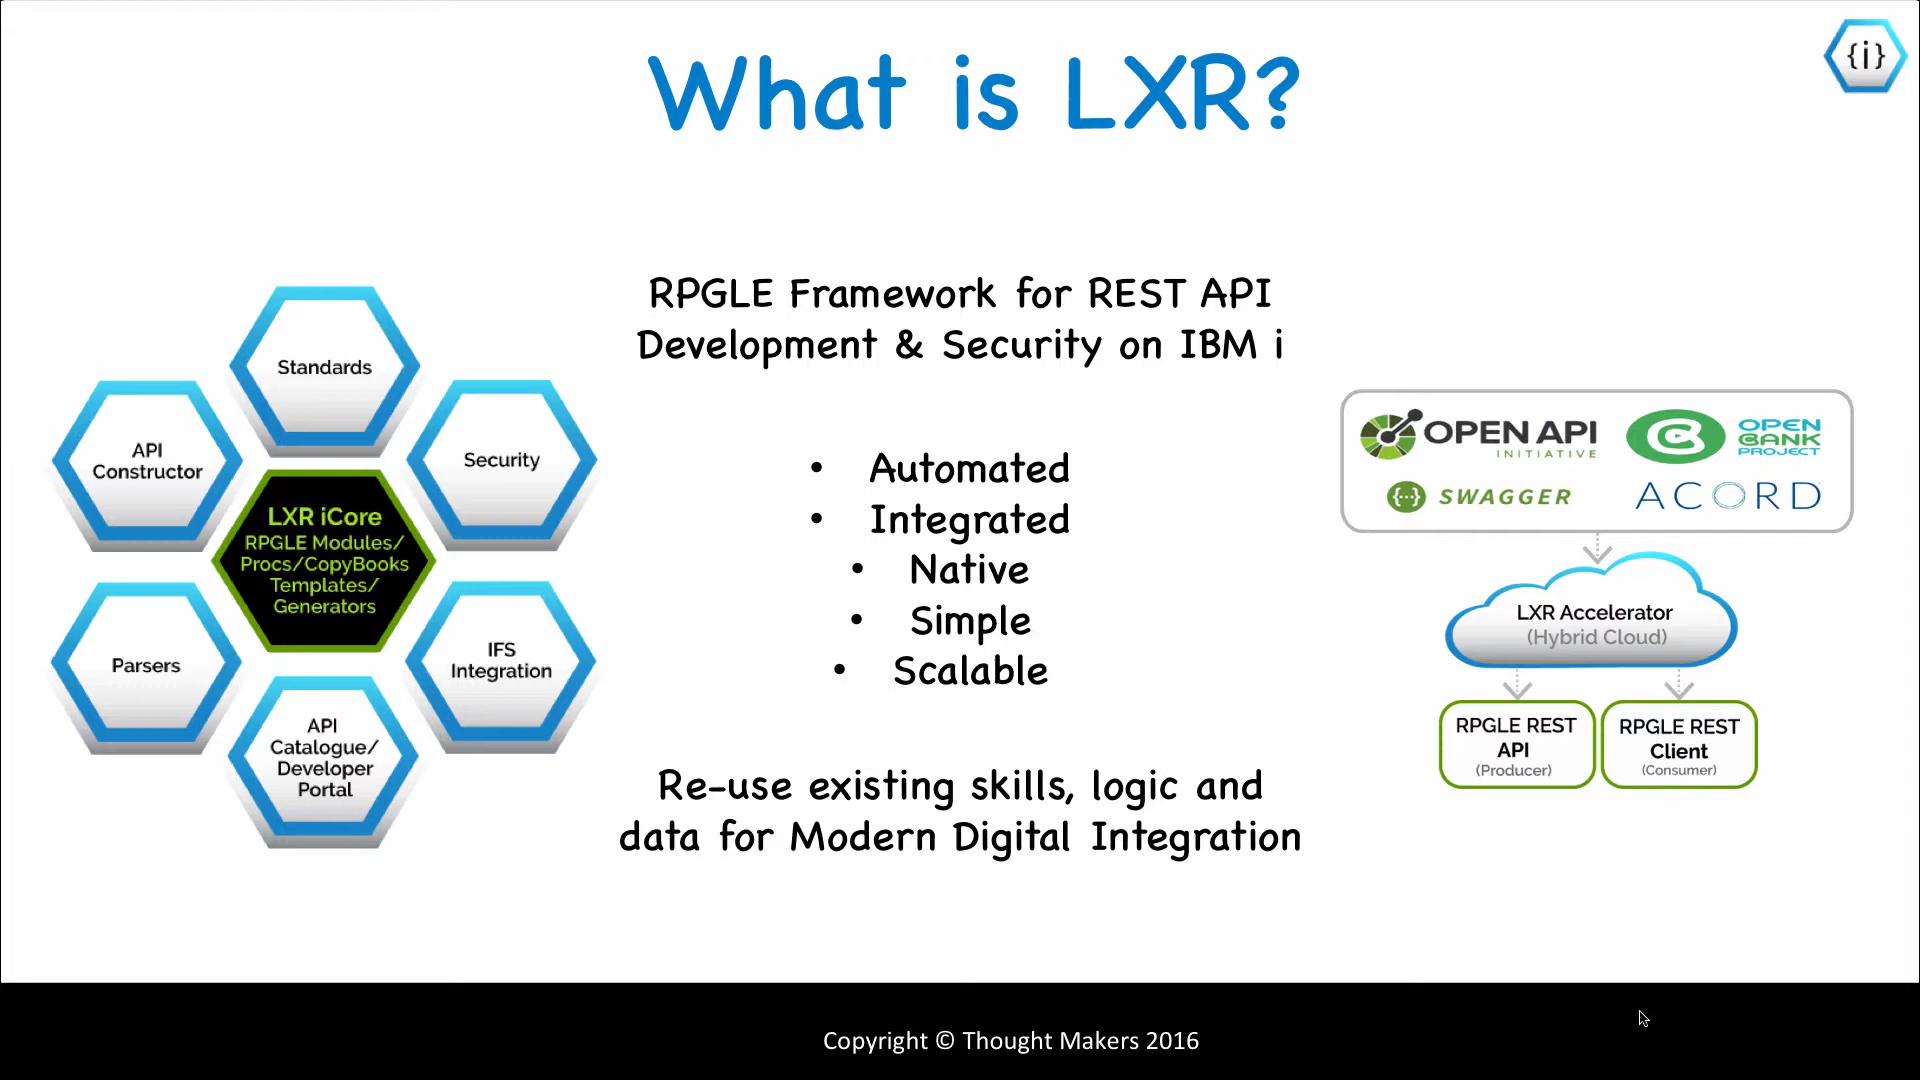 What is LXR?
{i}
RPGLE Framework for REST API
Development & Security on IBM i
Standards
API
Constructor
Security
LXR iCore
RPGLE Modules/
Procs/CopyBooks
Templates/
Generators
Parsers
IFS
Integration
API
Catalogue/
Developer
Portal
• Automated
• Integrated
• Native
• Simple
• Scalable
Re-use existing skills, logic and
data for Modern Digital Integration
OPEN API
INITIATIVE
OPEN
BANK
PROJECT
{··} SWAGGER
ACORD
LXR Accelerator
(Hybrid Cloud)
RPGLE REST
API
(Producer)
RPGLE REST
Client
(Consumer)
Copyright © Thought Makers 2016